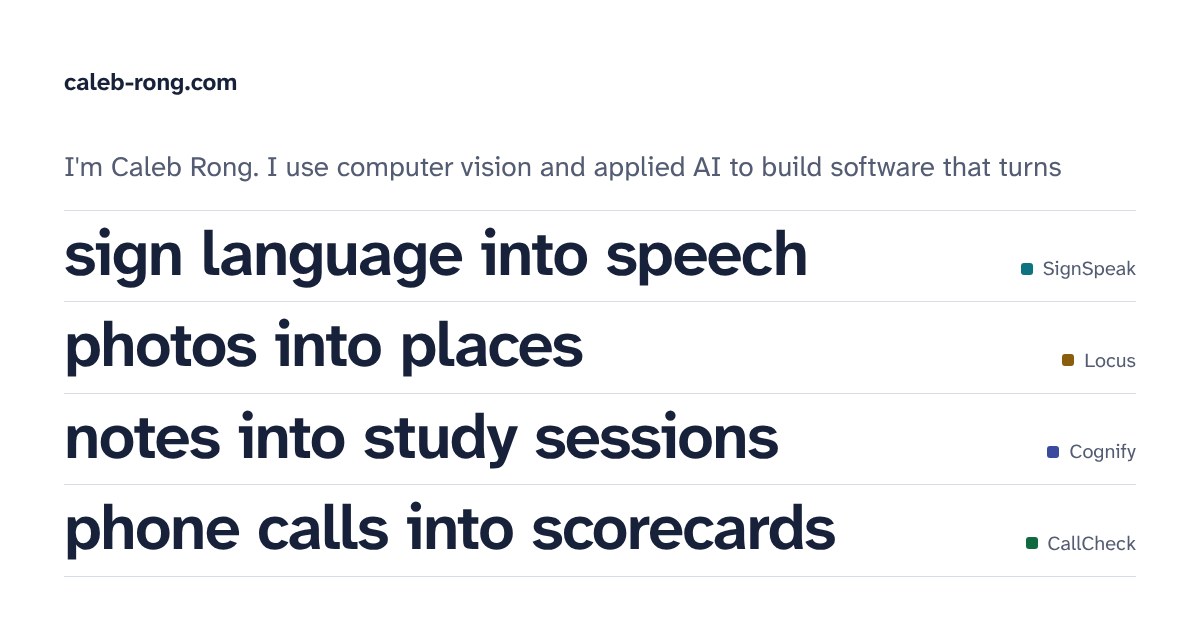 caleb-rong.com
I'm Caleb Rong. I use computer vision and applied AI to build software that turns
sign language into speech
SignSpeak
photos into places
Locus
notes into study sessions
Cognify
phone calls into scorecards
CallCheck